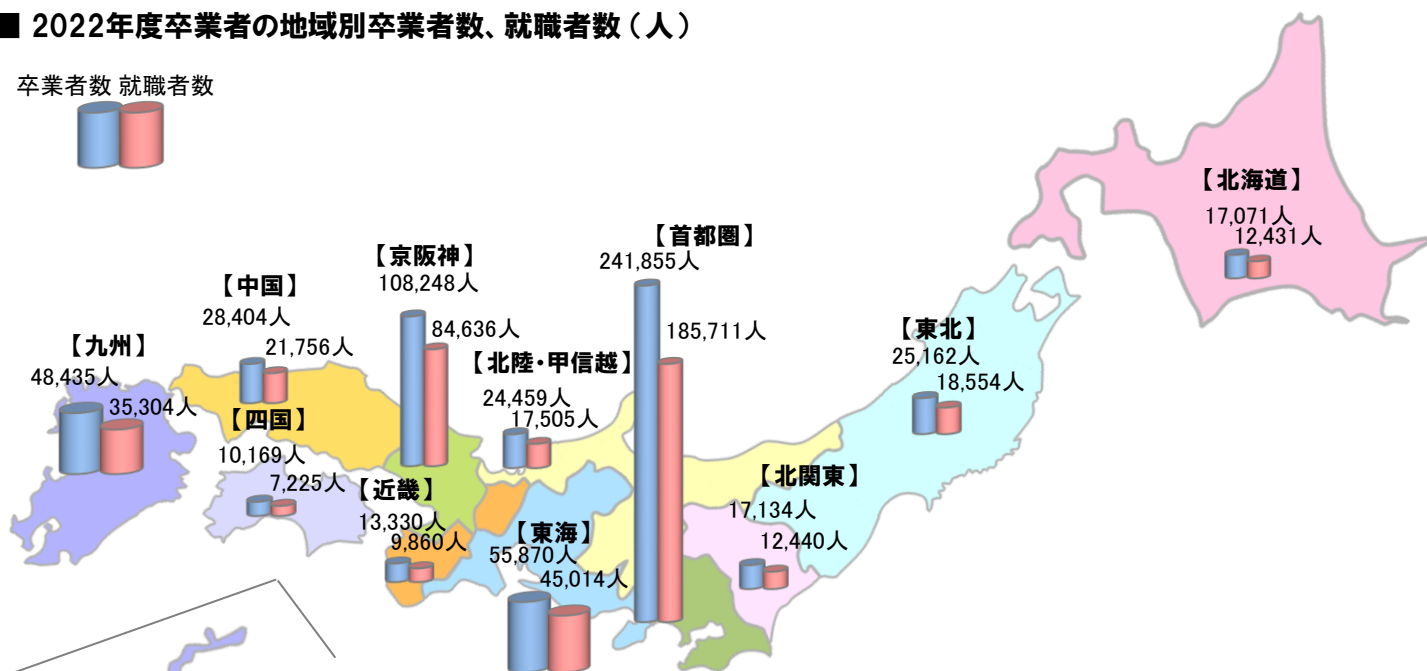 ■ 2022年度卒業者の地域別卒業者数、就職者数（人）
卒業者数 就職者数
【北海道】
17,071人
12,431人
【東北】
25,162人
18,554人
【首都圏】
241,855人
185,711人
【北関東】
17,134人
12,440人
【北陸・甲信越】
24,459人
17,505人
【東海】
55,870人
45,014人
【京阪神】
108,248人
84,636人
【近畿】
13,330人
9,860人
【中国】
28,404人
21,756人
【四国】
10,169人
7,225人
【九州】
48,435人
35,304人